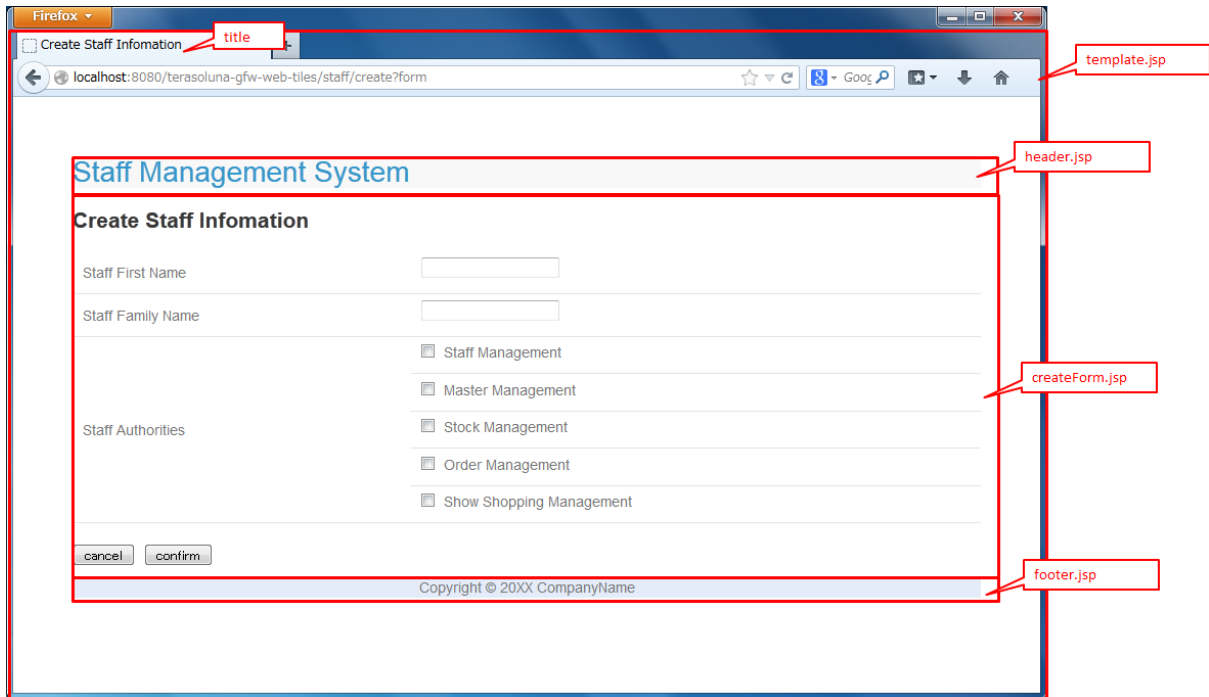 Firefox
Create Staff Infomation
title
template.jsp
localhost:8080/terasoluna-gfw-web-tiles/staff/create?form
Goog
header.jsp
Staff Management System
Create Staff Infomation
Staff First Name
Staff Family Name
Staff Management
createForm.jsp
Master Management
Staff Authorities
Stock Management
Order Management
Show Shopping Management
cancel confirm
footer.jsp
Copyright © 20XX CompanyName